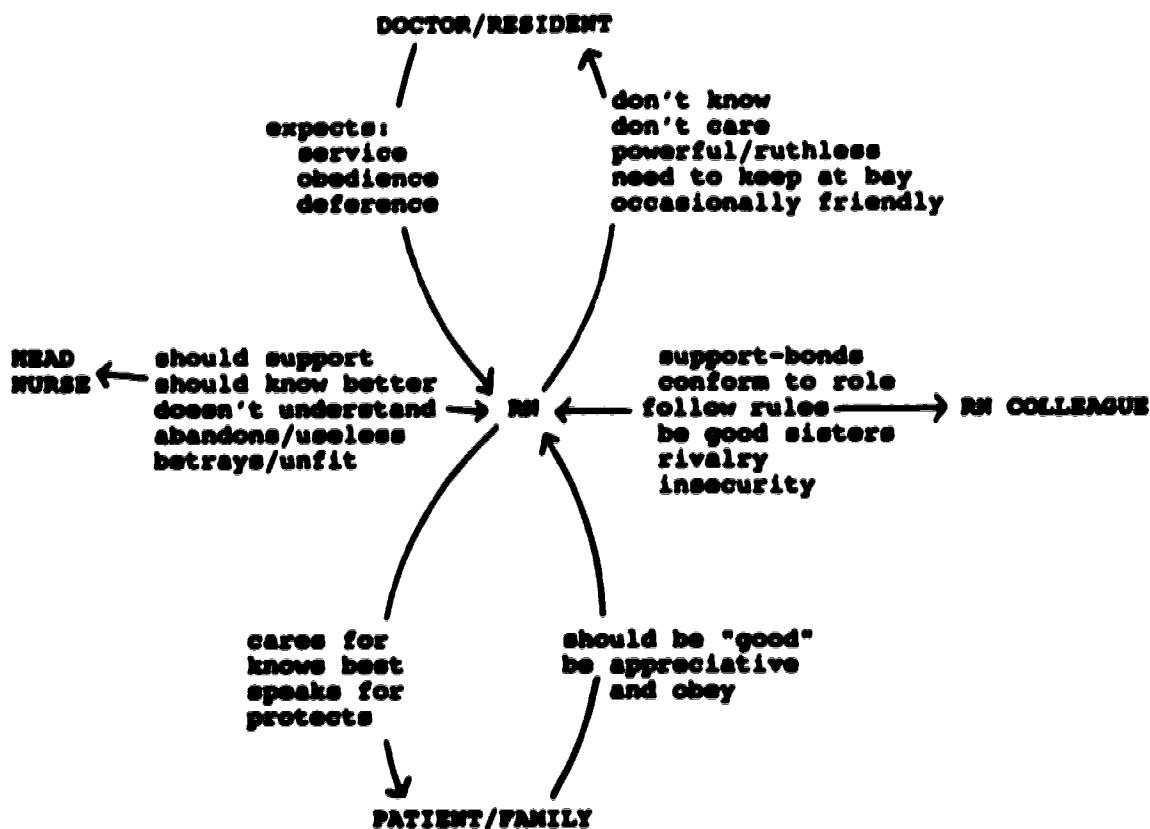 DOCTOR/RESIDENT
expects:
service
obedience
deference
don't know
don't care
powerful/ruthless
need to keep at bay
occasionally friendly
HEAD
NURSE
should support
should know better
doesn't understand
abandons/useless
betrays/unfit
RN
support-bonds
conform to role
follow rules
be good sisters
rivalry
insecurity
RN COLLEAGUE
cares for
knows best
speaks for
protects
should be "good"
be appreciative
and obey
PATIENT/FAMILY